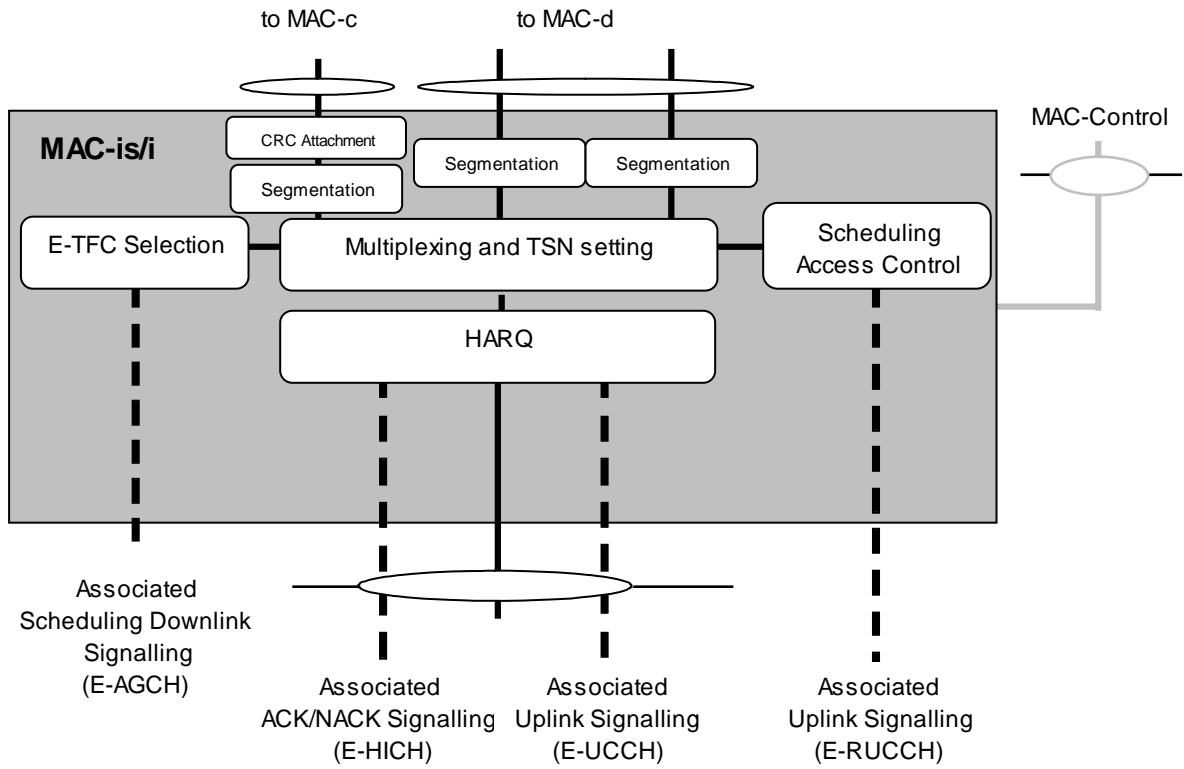 to MAC-c
to MAC-d
MAC-Control
MAC-is/i
CRC Attachment
Segmentation
Segmentation
Segmentation
E-TFC Selection
Multiplexing and TSN setting
Scheduling
Access Control
HARQ
Associated
Scheduling Downlink
Signalling
(E-AGCH)
Associated
ACK/NACK Signalling
(E-HICH)
Associated
Uplink Signalling
(E-UCCH)
Associated
Uplink Signalling
(E-RUCCH)